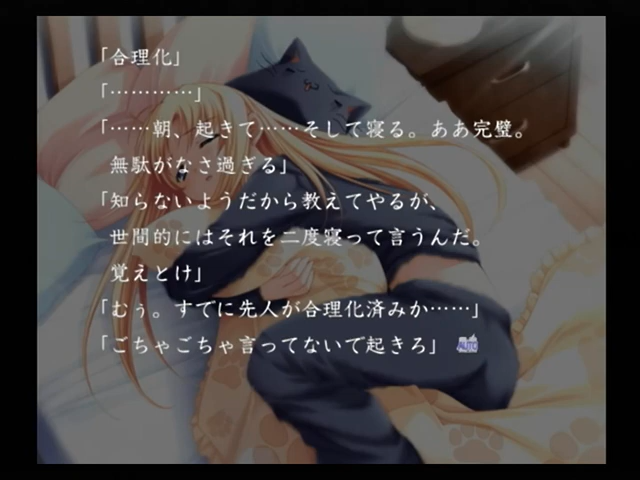 「合理化」
「…………」
「……朝、起きて……そして寝る。ああ完璧。
無駄がなさ過ぎる」
「知らないようだから教えてやるが、
世間的にはそれを二度寝って言うんだ。
覚えとけ」
「むぅ。すでに先人が合理化済みか……」
「ごちゃごちゃ言ってないで起きろ」 AUTO